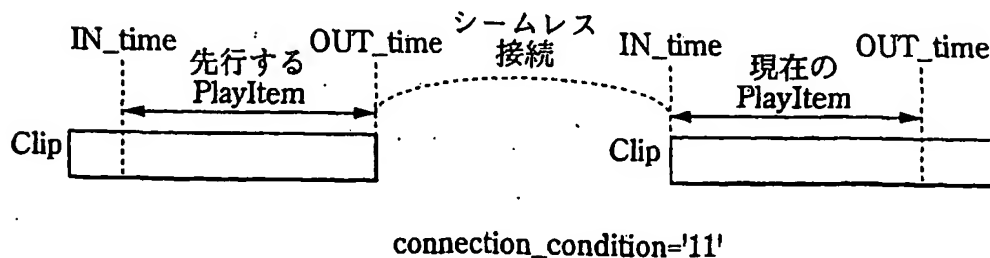 シームレス
接続
IN_time
OUT_time
IN_time
OUT_time
先行する
PlayItem
現在の
PlayItem
Clip
Clip
connection_condition='11'